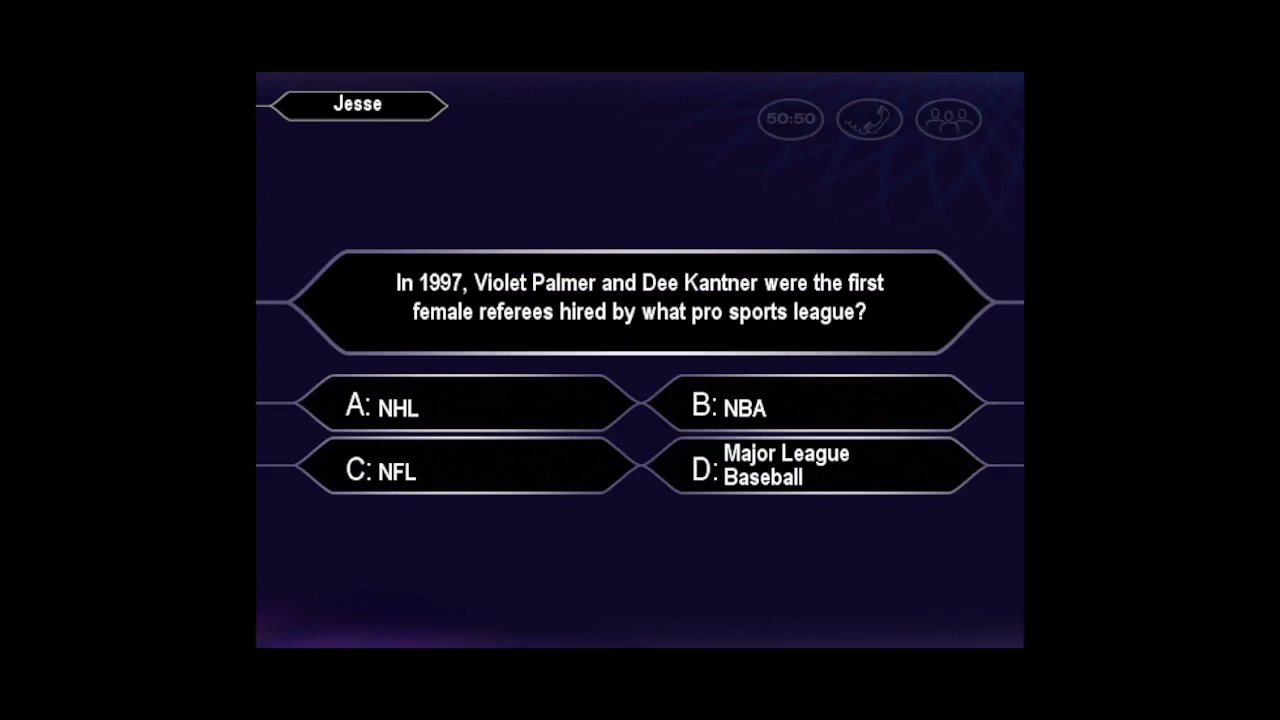 Jesse
50:50
In 1997, Violet Palmer and Dee Kantner were the first
female referees hired by what pro sports league?
A: NHL
B: NBA
C: NFL
D: Major League
Baseball